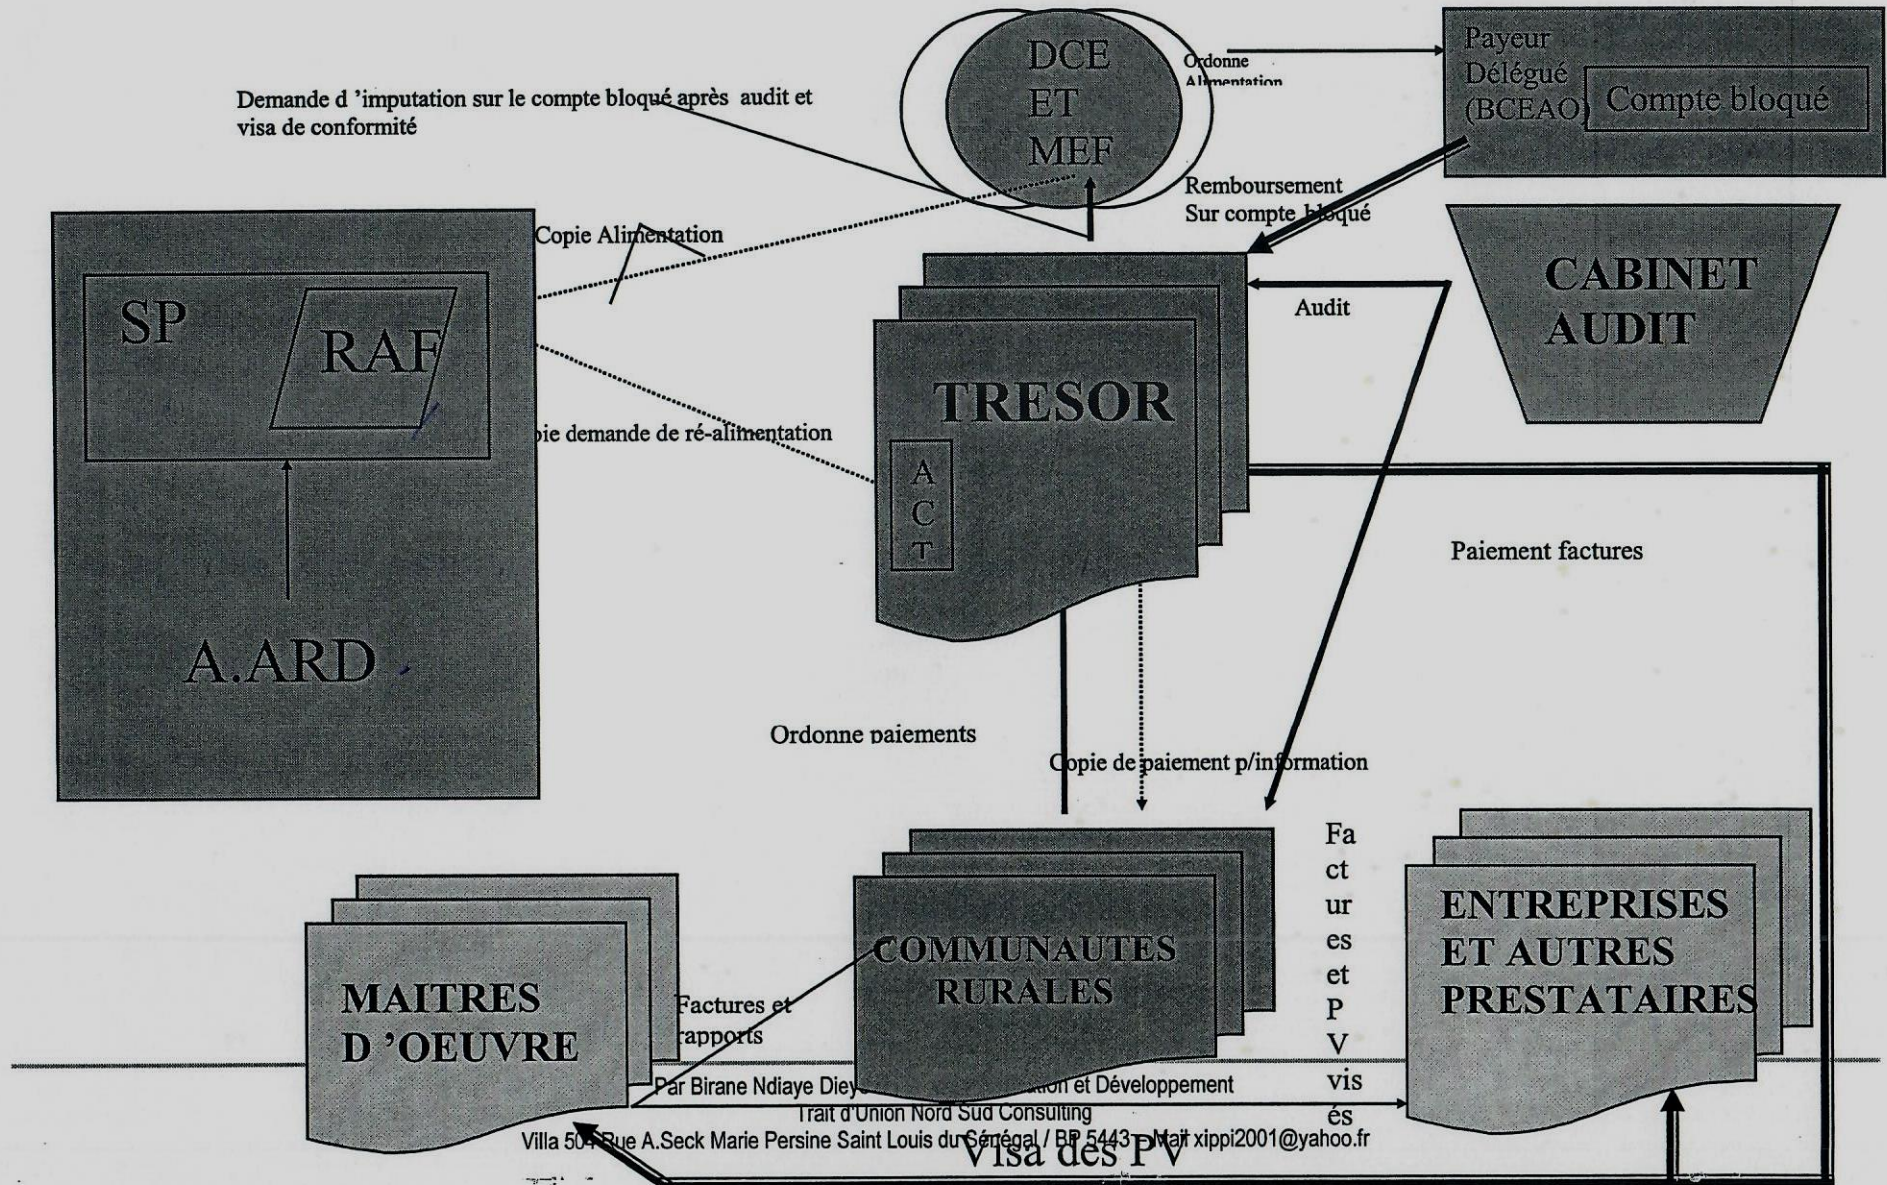 DCE
ET
MEF
Ordonne
Alimentation
Payeur
Délégué
(BCEAO)
Compte bloqué
Demande d ’imputation sur le compte bloqué après audit et
visa de conformité
Remboursement
Sur compte bloqué
Copie Alimentation
SP
RAF
CABINET
AUDIT
Audit
TRESOR
A
C
T
demande de ré-alimentation
Paiement factures
A.ARD
Ordonne paiements
Copie de paiement p/information
Fa
ct
ur
es
et
P
V
vis
és
ENTREPRISES
ET AUTRES
PRESTATAIRES
COMMUNAUTES
RURALES
MAITRES
D ’OEUVRE
Factures et
rapports
Par Birane Ndiaye et Développement
Trait d'Union Nord Sud Consulting
Villa 504 Rue A.Seck Marie Persine Saint Louis du Sénégal / BP 5443 - Mail xippi2001@yahoo.fr
Visa des PV